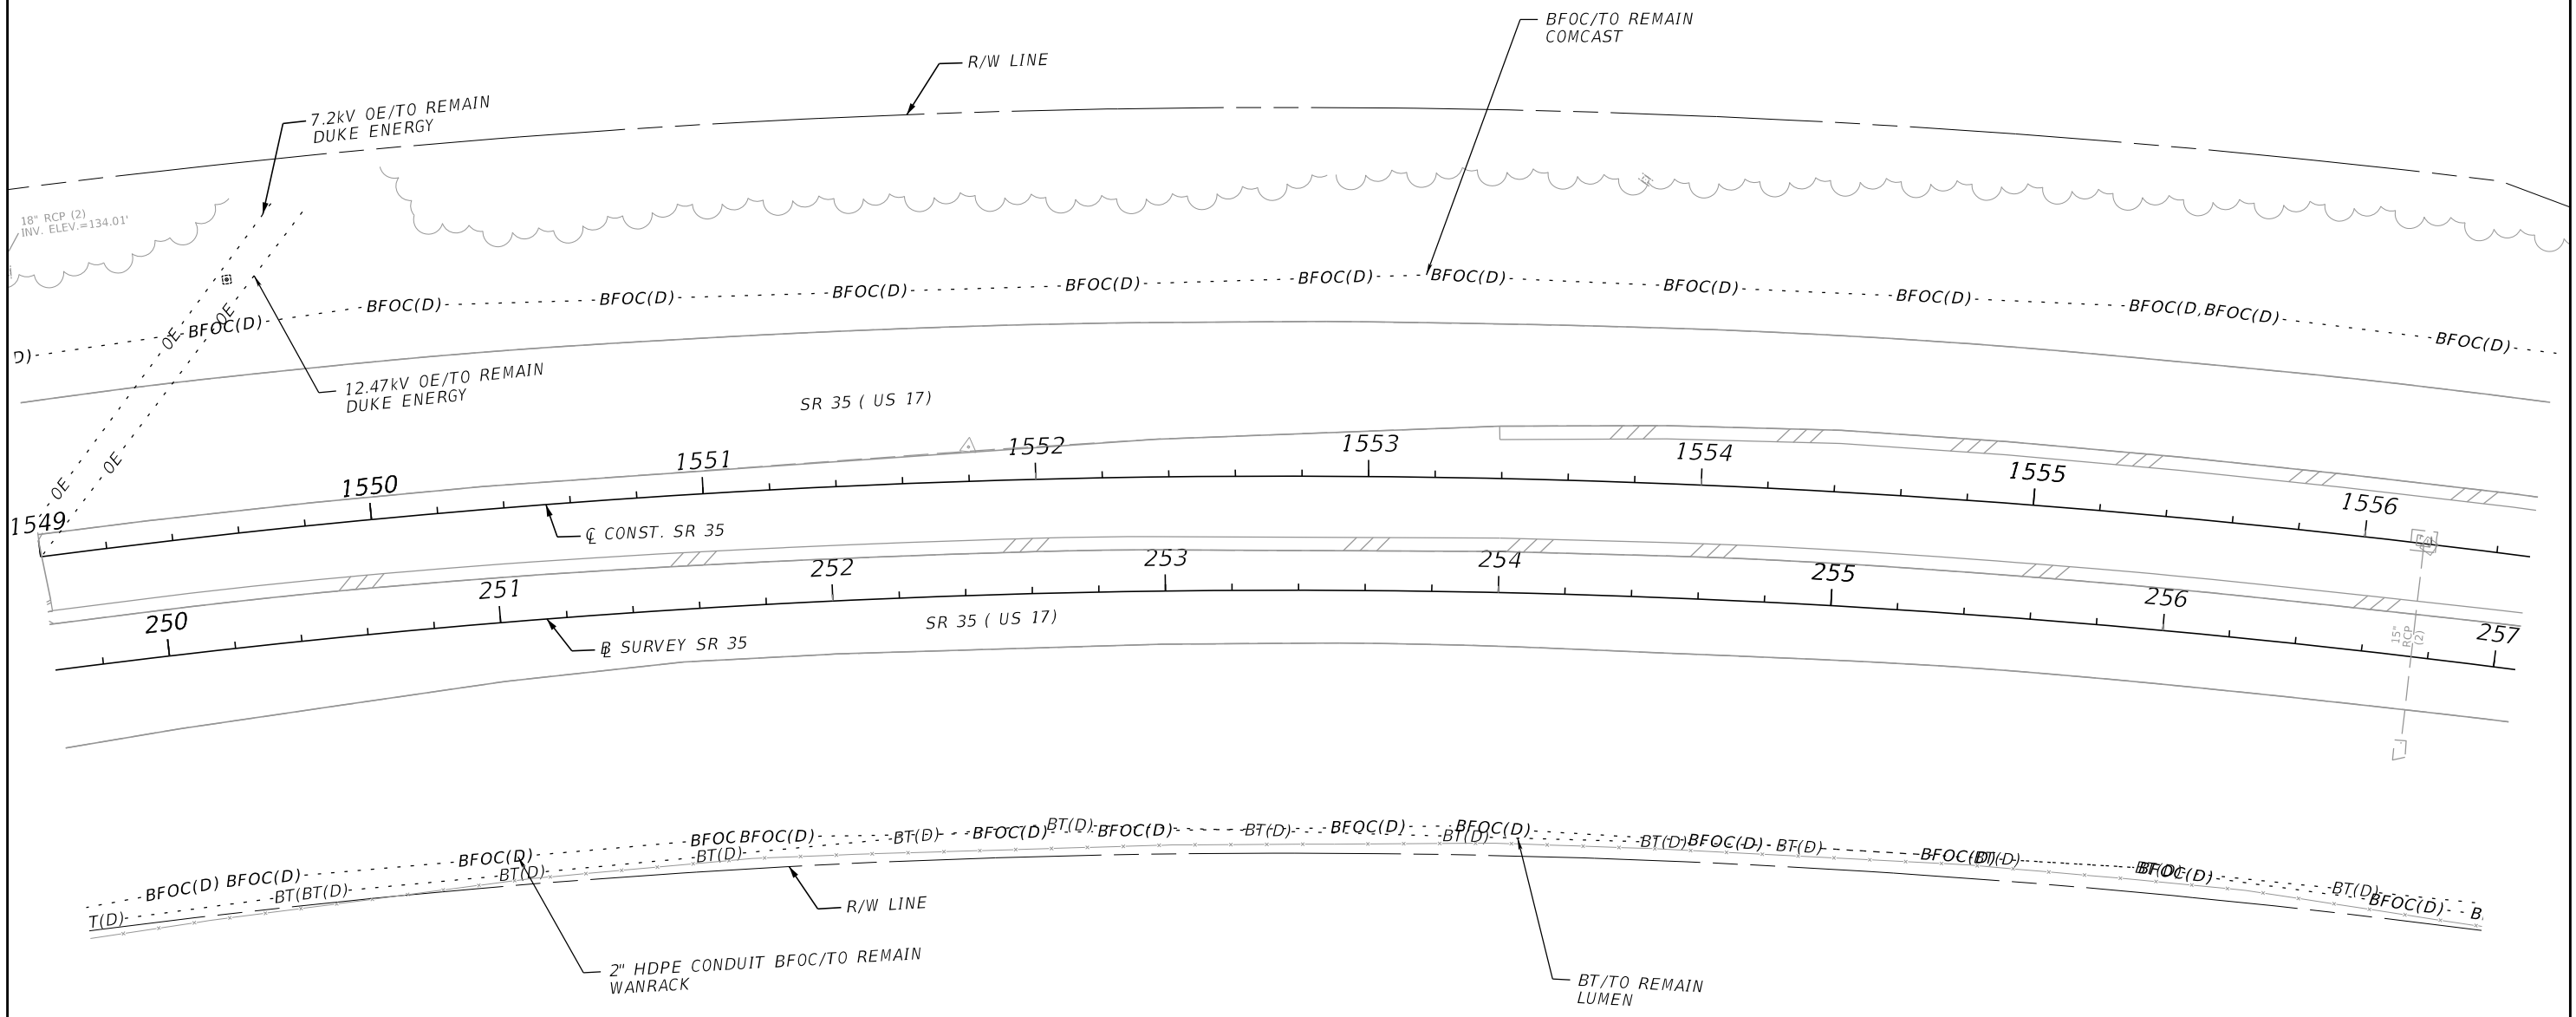 BFOC/TO REMAIN
COMCAST
R/W LINE
7.2kV OE/TO REMAIN
DUKE ENERGY
18" RCP (2)
INV. ELEV.=134.01'
D)
OE
BFOC(D)
OE
BFOC(D)
BFOC(D)
BFOC(D)
BFOC(D)
BFOC(D)
BFOC(D)
BFOC(D)
BFOC(D)
BFOC(D,BFOC(D)
BFOC(D)
12.47kV OE/TO REMAIN
DUKE ENERGY
SR 35 ( US 17)
OE
OE
1549
1550
1551
1552
1553
1554
1555
1556
℄ CONST. SR 35
250
251
252
253
254
255
256
257
SR 35 ( US 17)
BL SURVEY SR 35
15"
RCP
(2)
BFOC(D) BFOC(D)
BFOC(D)
BFOC BFOC(D)
BFOC(D)
BFOC(D)
BFOC(D)
BFOC(D)
BFOC(D)
BFOC(D)
BFOC(D)
BFOC(D)
B
T(D)
BT(BT(D)
BT(D)
BT(D)
BT(D)
BT(D)
BT(D)
BT(D)
BT(D)
BT(D)
BT(D)
BT(D)
BT(D)
R/W LINE
2" HDPE CONDUIT BFOC/TO REMAIN
WANRACK
BT/TO REMAIN
LUMEN